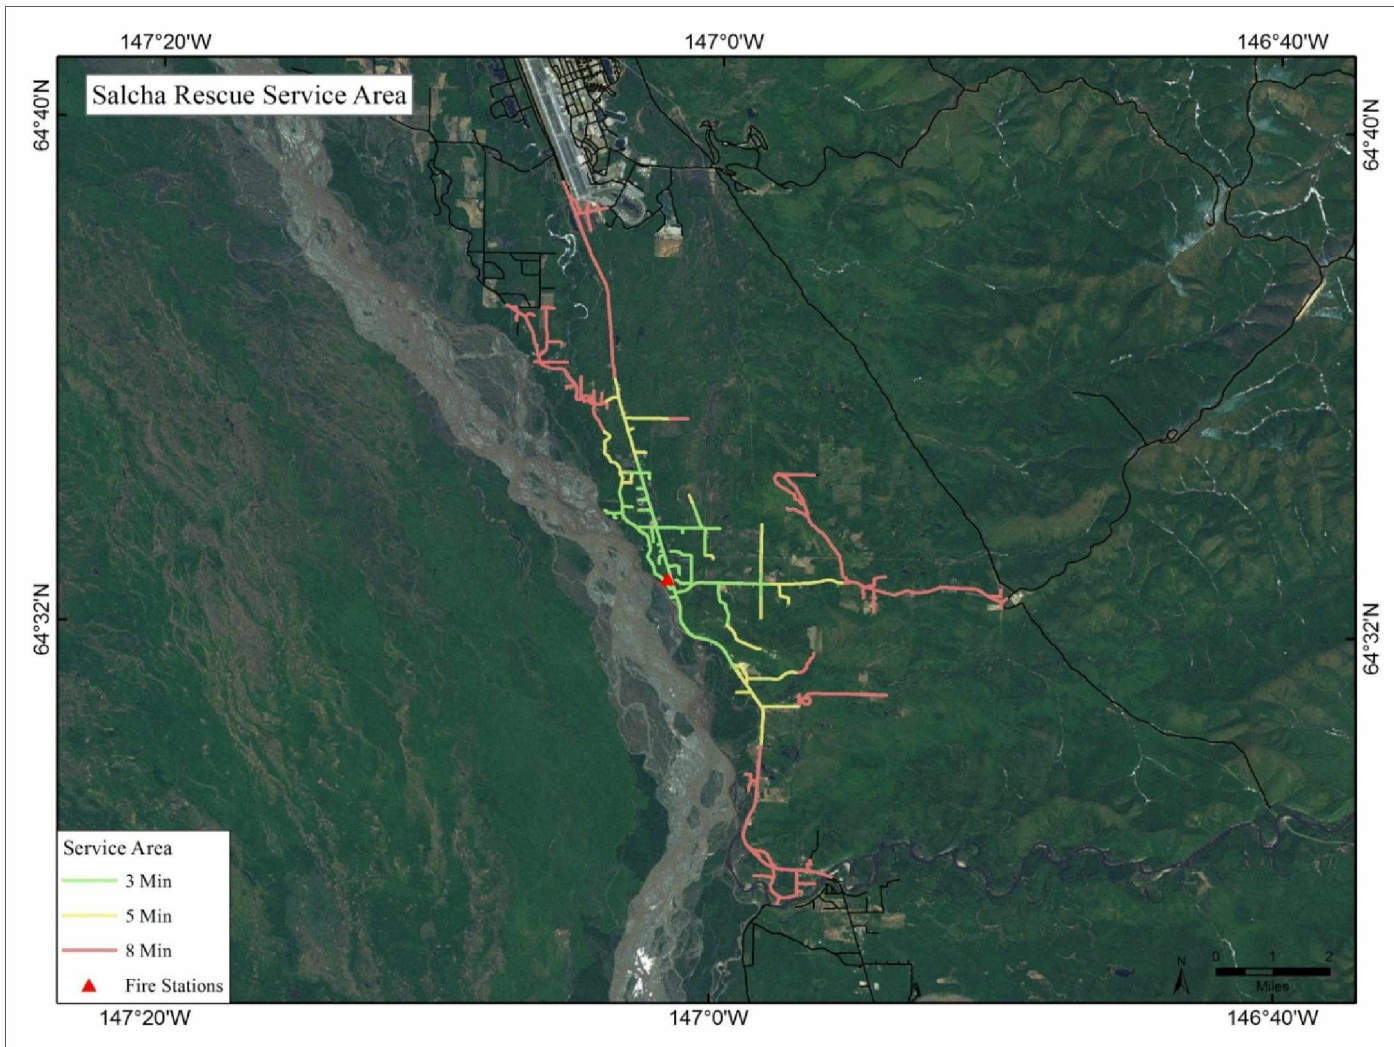 147°20'W 147°0'W 146°40'W
Salcha Rescue Service Area
64°40'N
64°40'N
64°32'N
64°32'N
Service Area
3 Min
5 Min
8 Min
Fire Stations
N
0 1 2
Miles
147°20'W 147°0'W 146°40'W